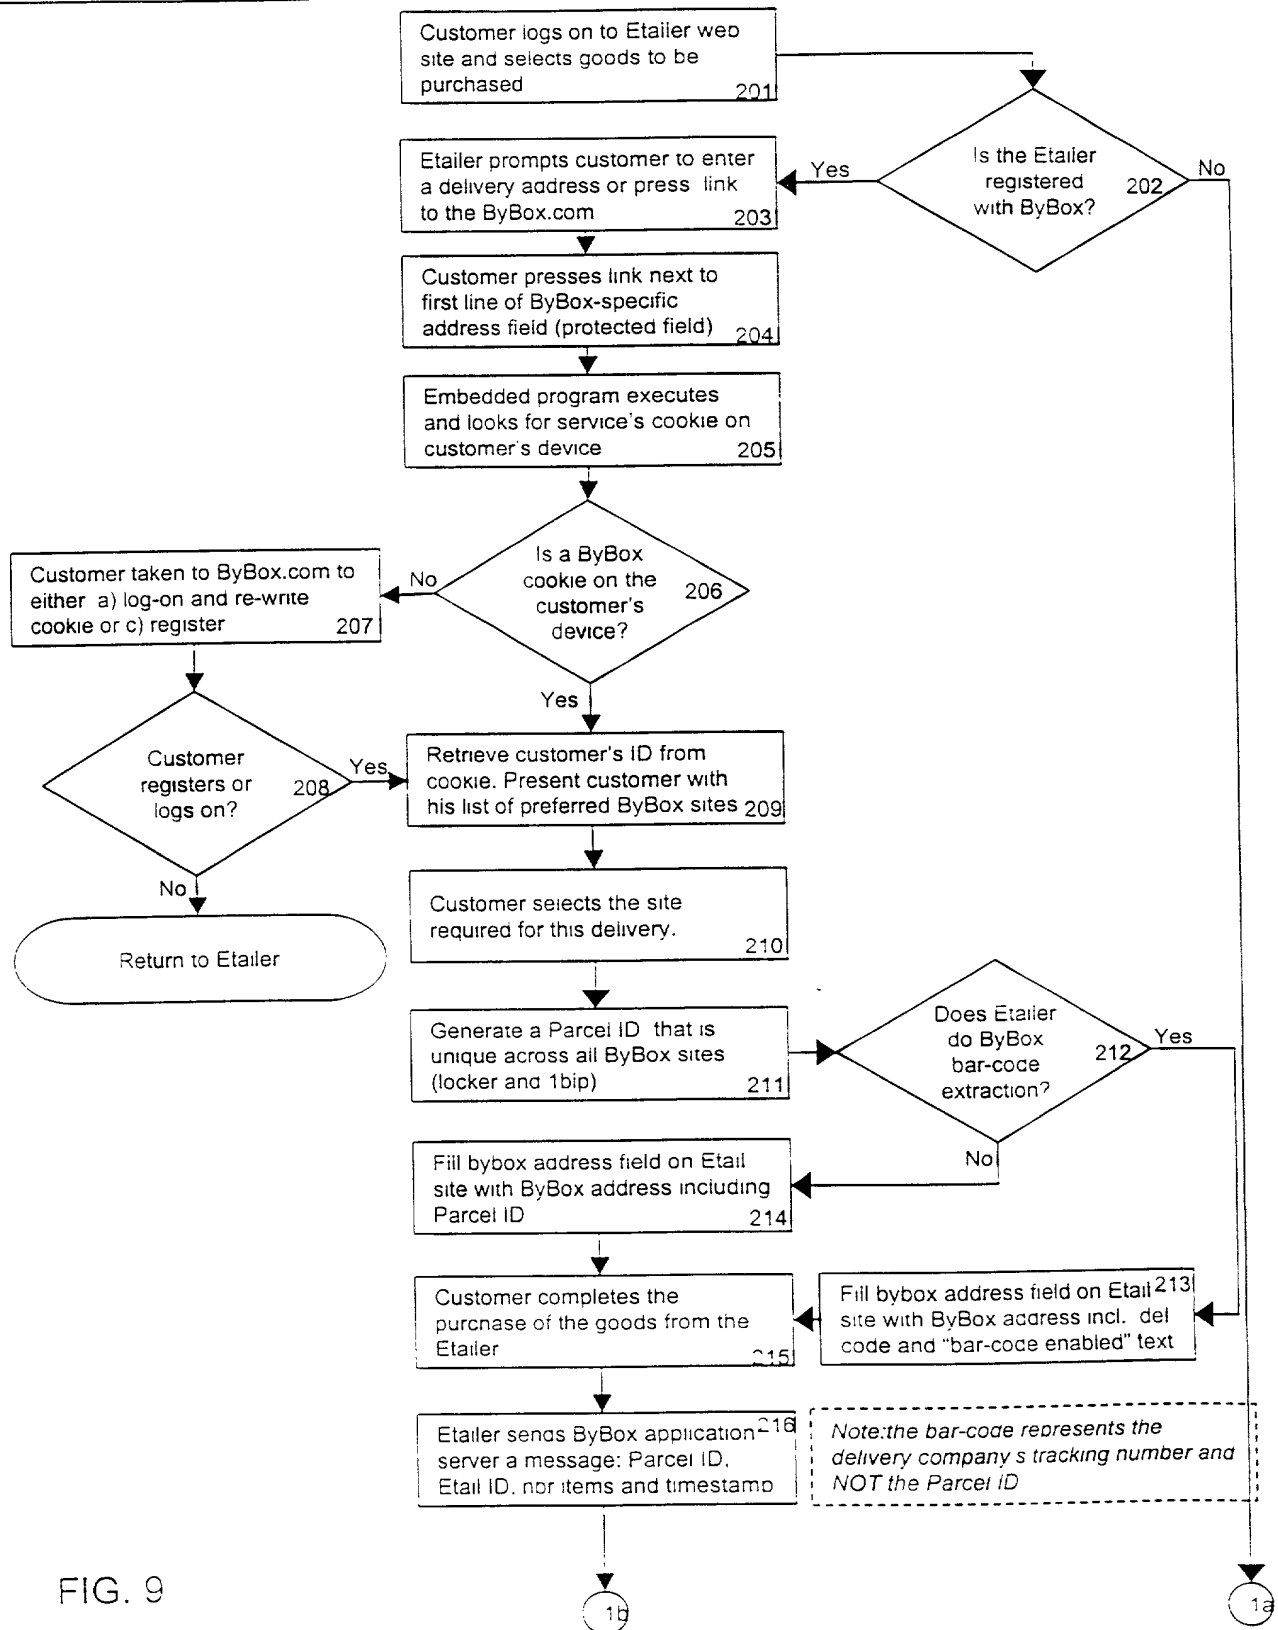 Customer logs on to Etailer web
site and selects goods to be
purchased
201
Is the Etailer
registered
with ByBox?
202
Yes
No
Etailer prompts customer to enter
a delivery address or press link
to the ByBox.com
203
Customer presses link next to
first line of ByBox-specific
address field (protected field)
204
Embedded program executes
and looks for service's cookie on
customer's device
205
Is a ByBox
cookie on the
customer's
device?
206
No
Yes
Customer taken to ByBox.com to
either a) log-on and re-write
cookie or c) register
207
Customer
registers or
logs on?
208
Yes
No
Return to Etailer
Retrieve customer's ID from
cookie. Present customer with
his list of preferred ByBox sites
209
Customer selects the site
required for this delivery.
210
Generate a Parcel ID that is
unique across all ByBox sites
(locker and 1bip)
211
Does Etailer
do ByBox
bar-code
extraction?
212
Yes
No
Fill bybox address field on Etail
site with ByBox address including
Parcel ID
214
Fill bybox address field on Etail
site with ByBox address incl. del
code and "bar-code enabled" text
213
Customer completes the
purchase of the goods from the
Etailer
215
Etailer sends ByBox application
server a message: Parcel ID,
Etail ID, nor items and timestamp
216
Note:the bar-code represents the
delivery company s tracking number and
NOT the Parcel ID
FIG. 9
1b
1a